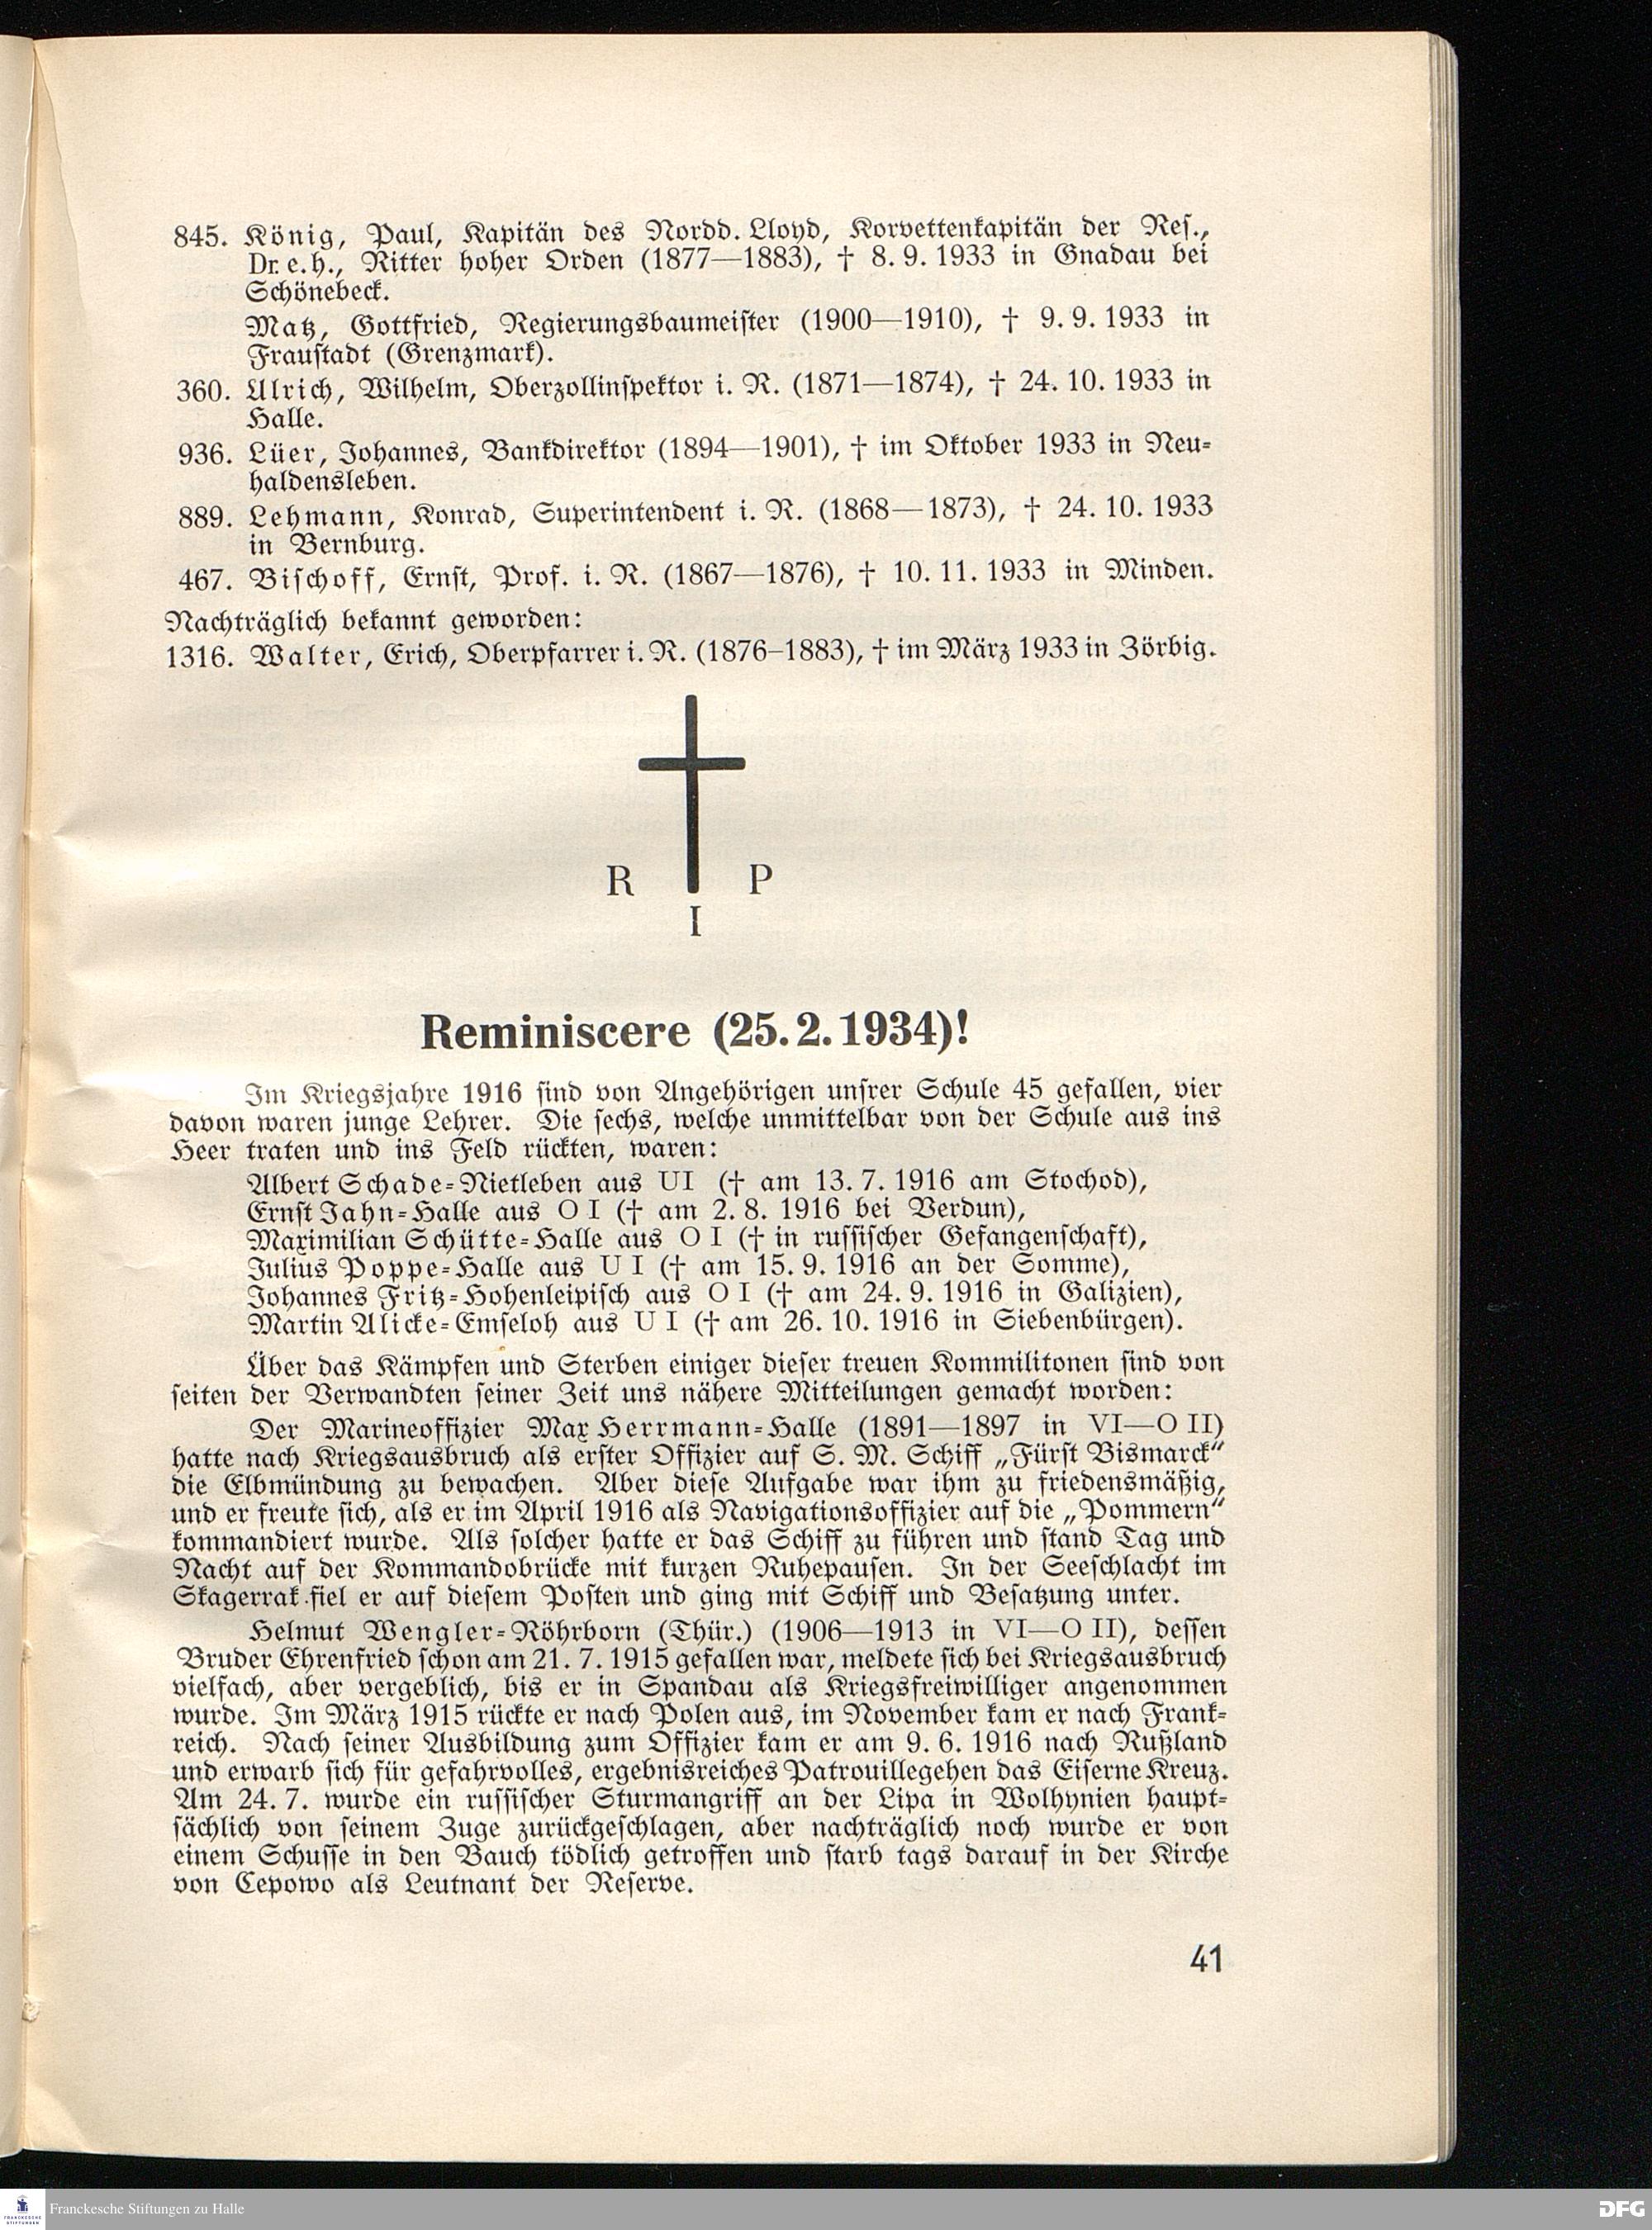 845. König, Paul, Kapitän des Nordd. Lloyd, Korvettenkapitän der Res.,
Dr. e. h., Ritter hoher Orden (1877—1883), † 8. 9. 1933 in Gnadau bei
Schönebeck.
Matz, Gottfried, Regierungsbaumeister (1900—1910), † 9. 9. 1933 in
Fraustadt (Grenzmark).
360. Ulrich, Wilhelm, Oberzollinspektor i. R. (1871—1874), † 24. 10. 1933 in
Halle.
936. Lüer, Johannes, Bankdirektor (1894—1901), † im Oktober 1933 in Neu-
haldensleben.
889. Lehmann, Konrad, Superintendent i. R. (1868—1873), † 24. 10. 1933
in Bernburg.
467. Bischoff, Ernst, Prof. i. R. (1867—1876), † 10. 11. 1933 in Minden.
Nachträglich bekannt geworden:
1316. Walter, Erich, Oberpfarrer i. R. (1876–1883), † im März 1933 in Zörbig.
R P
I
Reminiscere (25. 2. 1934)!
Im Kriegsjahre 1916 sind von Angehörigen unsrer Schule 45 gefallen, vier
davon waren junge Lehrer. Die sechs, welche unmittelbar von der Schule aus ins
Heer traten und ins Feld rückten, waren:
Albert Schade-Nietleben aus U I († am 13. 7. 1916 am Stochod),
Ernst Jahn-Halle aus O I († am 2. 8. 1916 bei Verdun),
Maximilian Schütte-Halle aus O I († in russischer Gefangenschaft),
Julius Poppe-Halle aus U I († am 15. 9. 1916 an der Somme),
Johannes Fritz-Hohenleipisch aus O I († am 24. 9. 1916 in Galizien),
Martin Alicke-Emseloh aus U I († am 26. 10. 1916 in Siebenbürgen).
Über das Kämpfen und Sterben einiger dieser treuen Kommilitonen sind von
seiten der Verwandten seiner Zeit uns nähere Mitteilungen gemacht worden:
Der Marineoffizier Max Herrmann-Halle (1891—1897 in VI—O II)
hatte nach Kriegsausbruch als erster Offizier auf S. M. Schiff „Fürst Bismarck“
die Elbmündung zu bewachen. Aber diese Aufgabe war ihm zu friedensmäßig,
und er freute sich, als er im April 1916 als Navigationsoffizier auf die „Pommern“
kommandiert wurde. Als solcher hatte er das Schiff zu führen und stand Tag und
Nacht auf der Kommandobrücke mit kurzen Ruhepausen. In der Seeschlacht im
Skagerrak fiel er auf diesem Posten und ging mit Schiff und Besatzung unter.
Helmut Wengler-Röhrborn (Thür.) (1906—1913 in VI—O II), dessen
Bruder Ehrenfried schon am 21. 7. 1915 gefallen war, meldete sich bei Kriegsausbruch
vielfach, aber vergeblich, bis er in Spandau als Kriegsfreiwilliger angenommen
wurde. Im März 1915 rückte er nach Polen aus, im November kam er nach Frank-
reich. Nach seiner Ausbildung zum Offizier kam er am 9. 6. 1916 nach Rußland
und erwarb sich für gefahrvolles, ergebnisreiches Patrouillegehen das Eiserne Kreuz.
Am 24. 7. wurde ein russischer Sturmangriff an der Lipa in Wolhynien haupt-
sächlich von seinem Zuge zurückgeschlagen, aber nachträglich noch wurde er von
einem Schusse in den Bauch tödlich getroffen und starb tags darauf in der Kirche
von Cepowo als Leutnant der Reserve.
41
Franckesche Stiftungen zu Halle
DFG